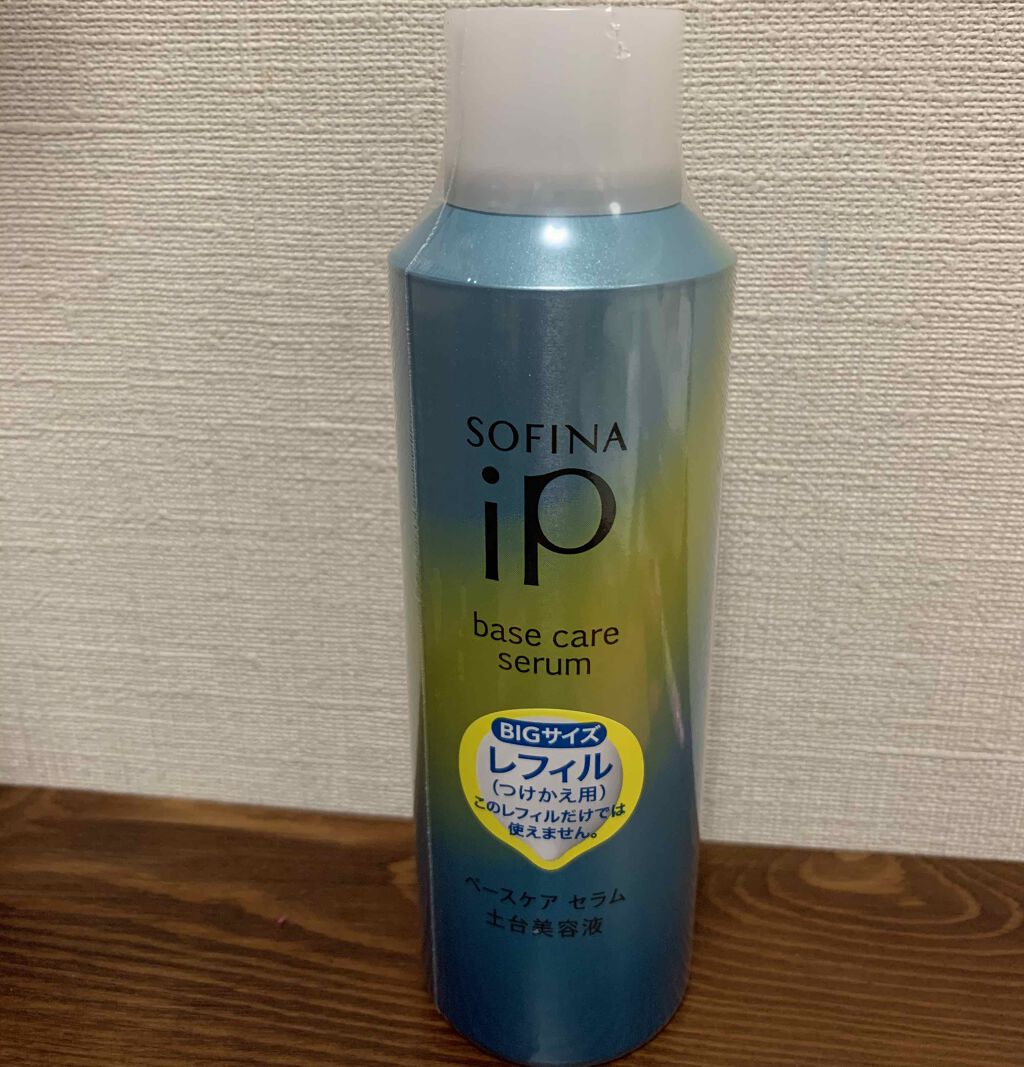 SOFINA
iP
base care
serum
BIGサイズ
レフィル
(つけかえ用)
このレフィルだけでは
使えません。
ベースケア セラム
土台美容液